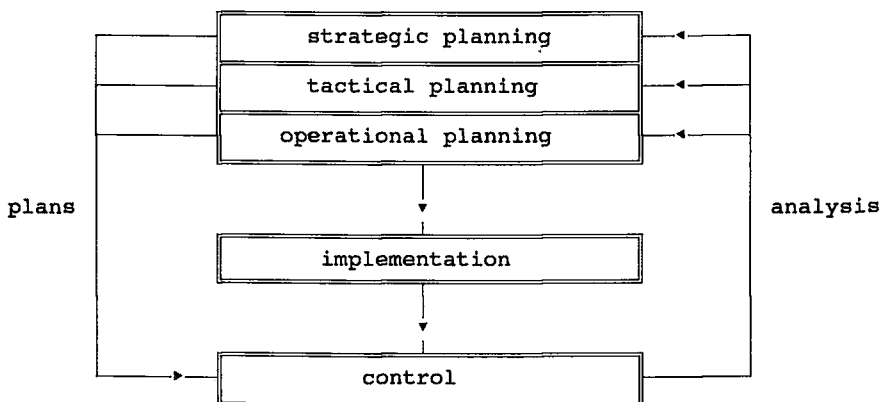 strategic planning
tactical planning
operational planning
plans
analysis
implementation
control